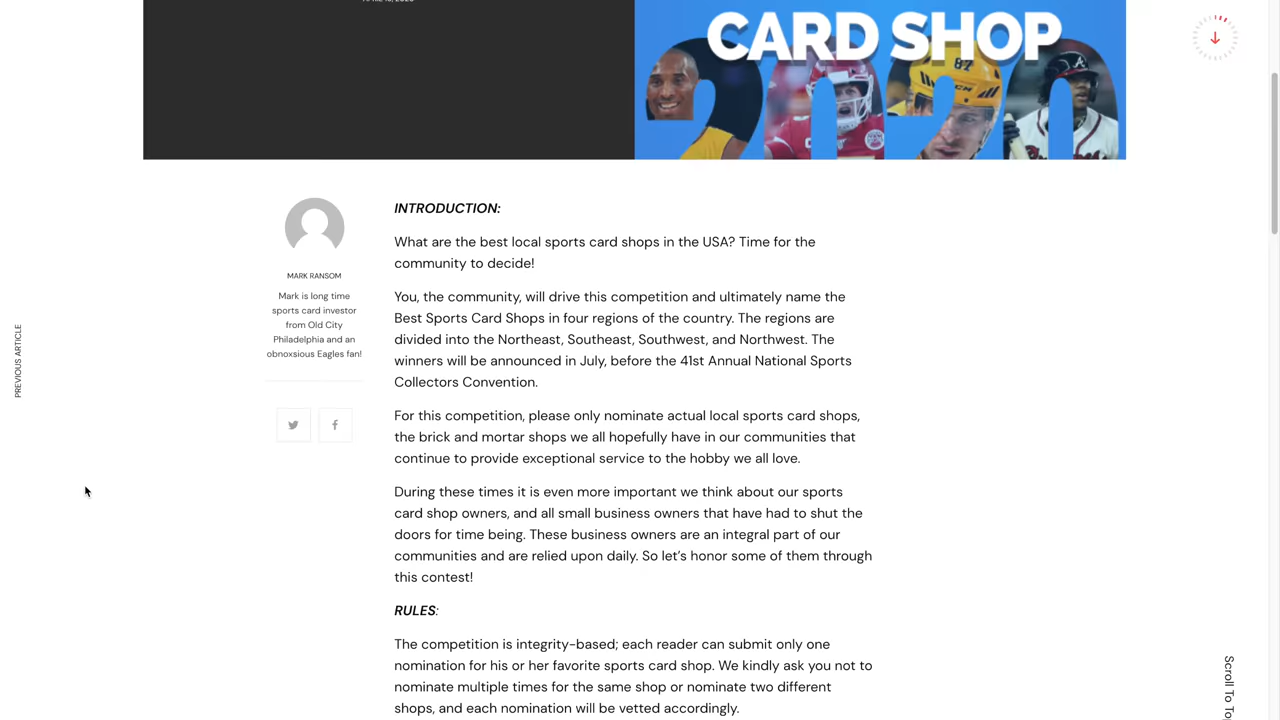 CARD SHOP
2020
87
CCM
INTRODUCTION:
What are the best local sports card shops in the USA? Time for the
community to decide!
MARK RANSOM
Mark is long time
sports card investor
from Old City
Philadelphia and an
obnoxsious Eagles fan!
You, the community, will drive this competition and ultimately name the
Best Sports Card Shops in four regions of the country. The regions are
divided into the Northeast, Southeast, Southwest, and Northwest. The
winners will be announced in July, before the 41st Annual National Sports
Collectors Convention.
For this competition, please only nominate actual local sports card shops,
the brick and mortar shops we all hopefully have in our communities that
continue to provide exceptional service to the hobby we all love.
During these times it is even more important we think about our sports
card shop owners, and all small business owners that have had to shut the
doors for time being. These business owners are an integral part of our
communities and are relied upon daily. So let's honor some of them through
this contest!
RULES:
The competition is integrity-based; each reader can submit only one
nomination for his or her favorite sports card shop. We kindly ask you not to
nominate multiple times for the same shop or nominate two different
shops, and each nomination will be vetted accordingly.
PREVIOUS ARTICLE
Scroll To Top